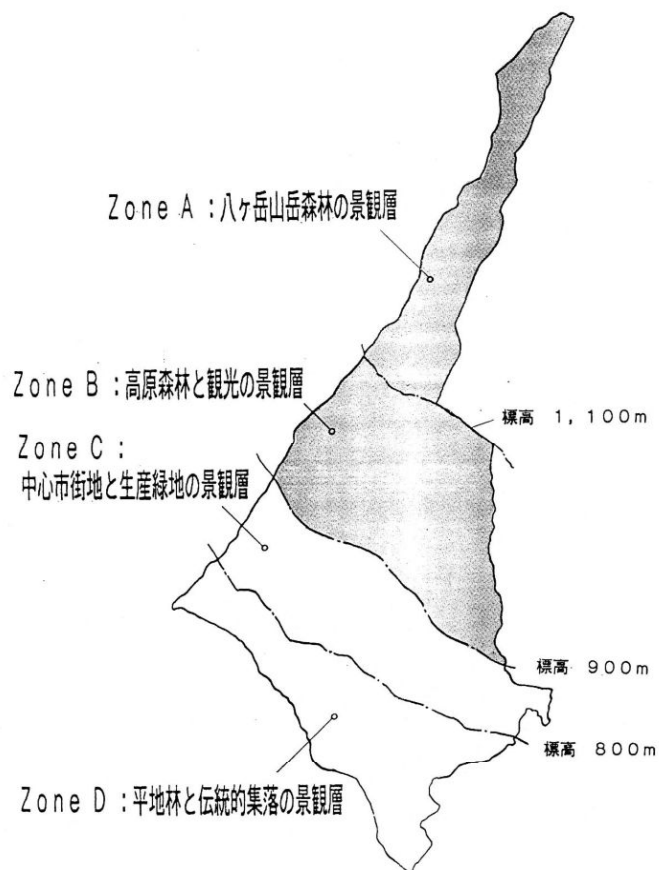 Zone A：八ヶ岳山岳森林の景観層
Zone B：高原森林と観光の景観層
標高 1,100m
Zone C：
中心市街地と生産緑地の景観層
標高 900m
標高 800m
Zone D：平地林と伝統的集落の景観層